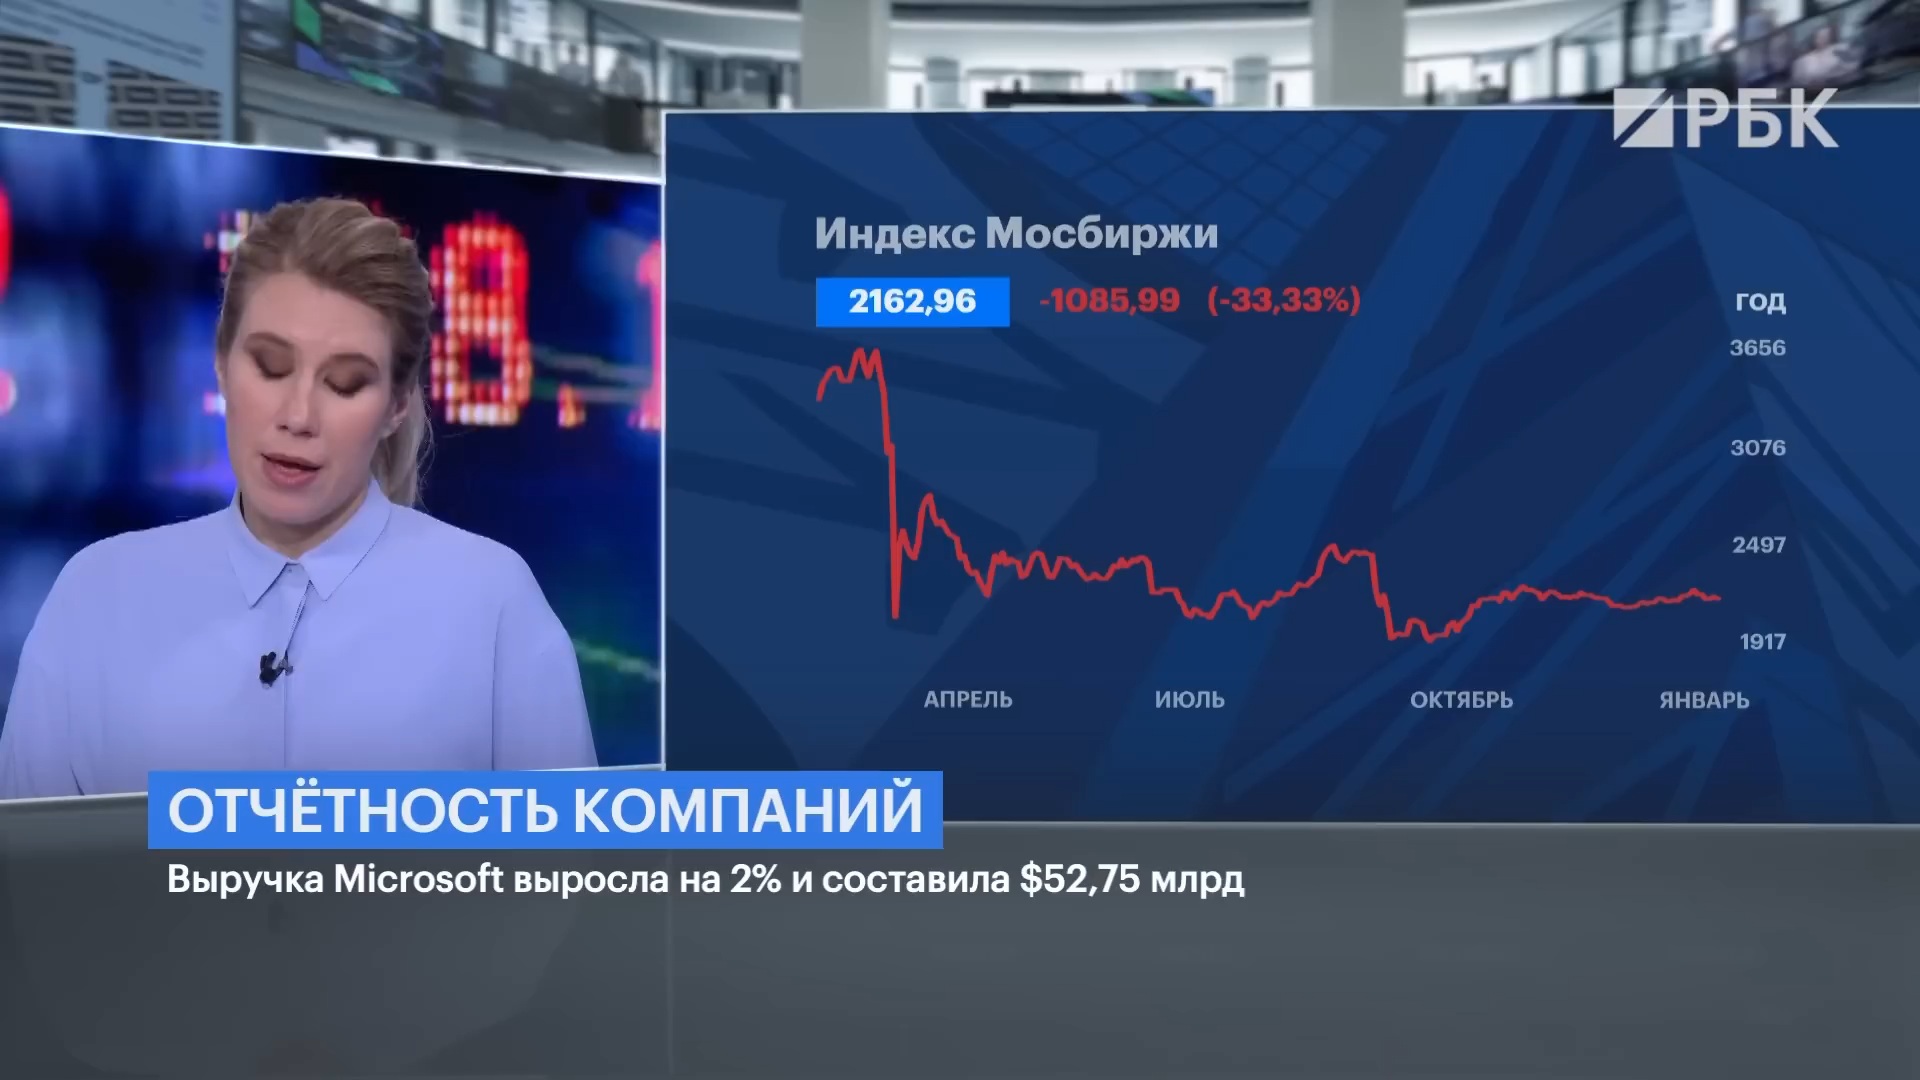 РБК
Индекс Мосбиржи
2162,96 -1085,99 (-33,33%)
год
3656
3076
2497
1917
АПРЕЛЬ ИЮЛЬ ОКТЯБРЬ ЯНВАРЬ
ОТЧЁТНОСТЬ КОМПАНИЙ
Выручка Microsoft выросла на 2% и составила $52,75 млрд